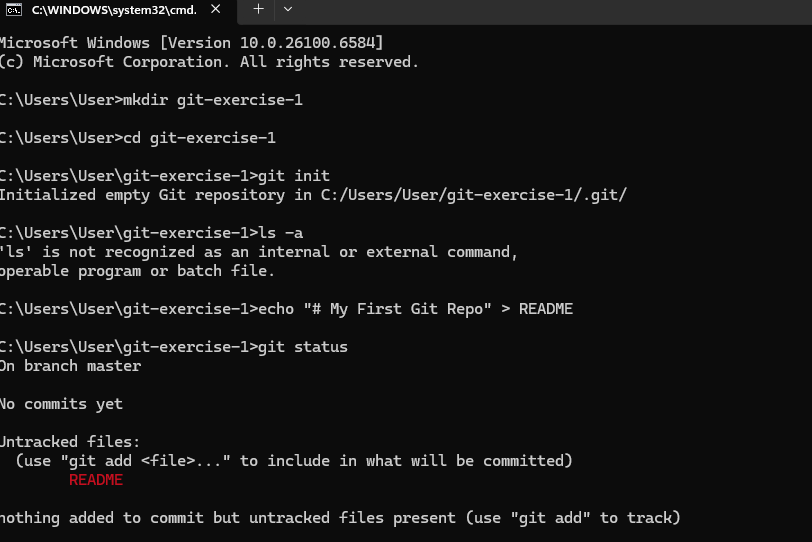 C:\WINDOWS\system32\cmd.
Microsoft Windows [Version 10.0.26100.6584]
(c) Microsoft Corporation. All rights reserved.
C:\Users\User>mkdir git-exercise-1
C:\Users\User>cd git-exercise-1
C:\Users\User\git-exercise-1>git init
Initialized empty Git repository in C:/Users/User/git-exercise-1/.git/
C:\Users\User\git-exercise-1>ls -a
'ls' is not recognized as an internal or external command,
operable program or batch file.
C:\Users\User\git-exercise-1>echo "# My First Git Repo" > README
C:\Users\User\git-exercise-1>git status
On branch master
No commits yet
Untracked files:
(use "git add <file>..." to include in what will be committed)
README
nothing added to commit but untracked files present (use "git add" to track)